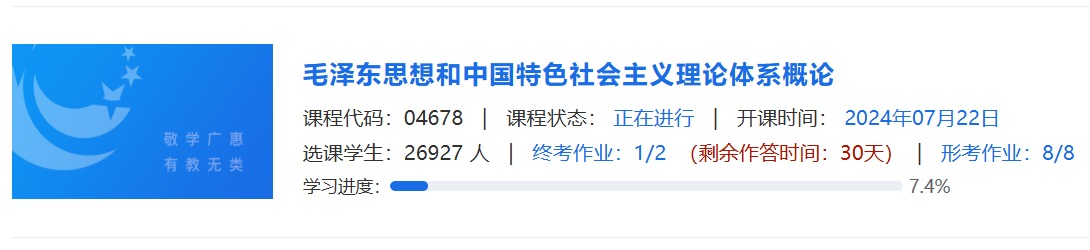 毛泽东思想和中国特色社会主义理论体系概论
课程代码：04678 | 课程状态： 正在进行 | 开课时间： 2024年07月22日
敬学广惠
有教无类
选课学生：26927 人 | 终考作业：1/2 （剩余作答时间：30天） | 形考作业：8/8
学习进度： 7.4%